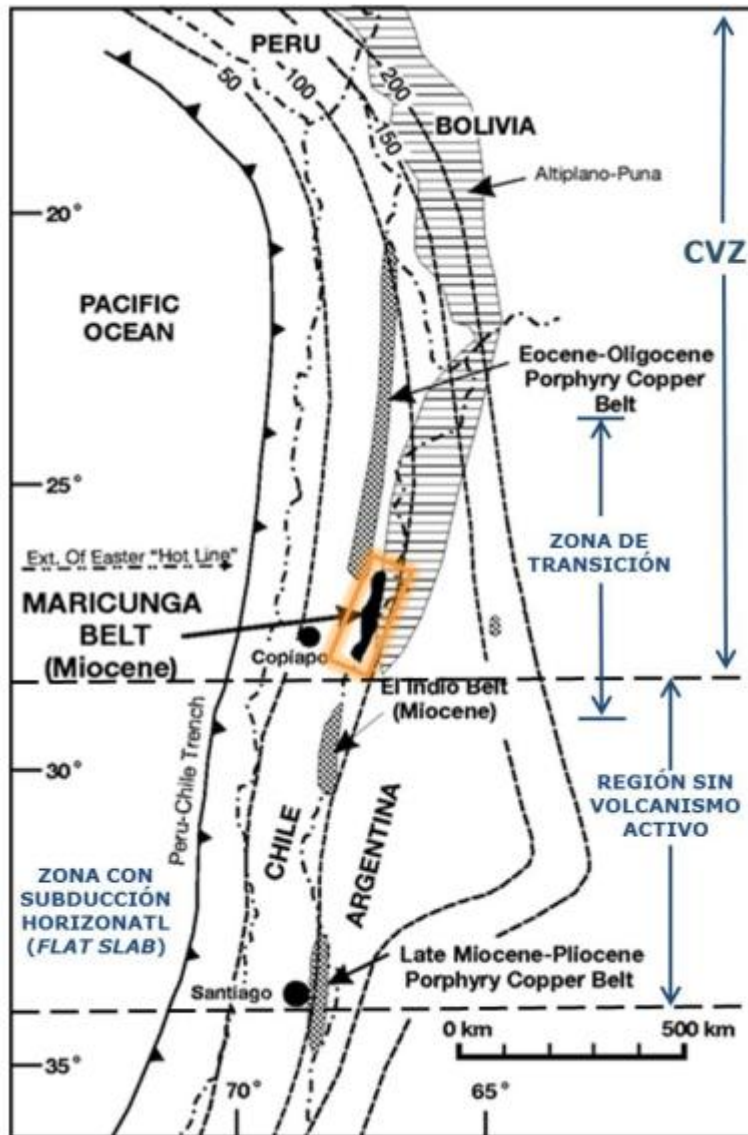 PERU
50
100
200
150
BOLIVIA
Altiplano-Puna
20°
CVZ
PACIFIC
OCEAN
Eocene-Oligocene
Porphyry Copper
Belt
25°
ZONA DE
TRANSICIÓN
Ext. Of Easter "Hot Line"
MARICUNGA
BELT
(Miocene)
Copiapo
El Indio Belt
(Miocene)
Peru-Chile Trench
30°
REGIÓN SIN
VOLCANISMO
ACTIVO
CHILE
ARGENTINA
ZONA CON
SUBDUCCIÓN
HORIZONATL
(FLAT SLAB)
Late Miocene-Pliocene
Porphyry Copper Belt
Santiago
0 km
500 km
35°
70°
65°